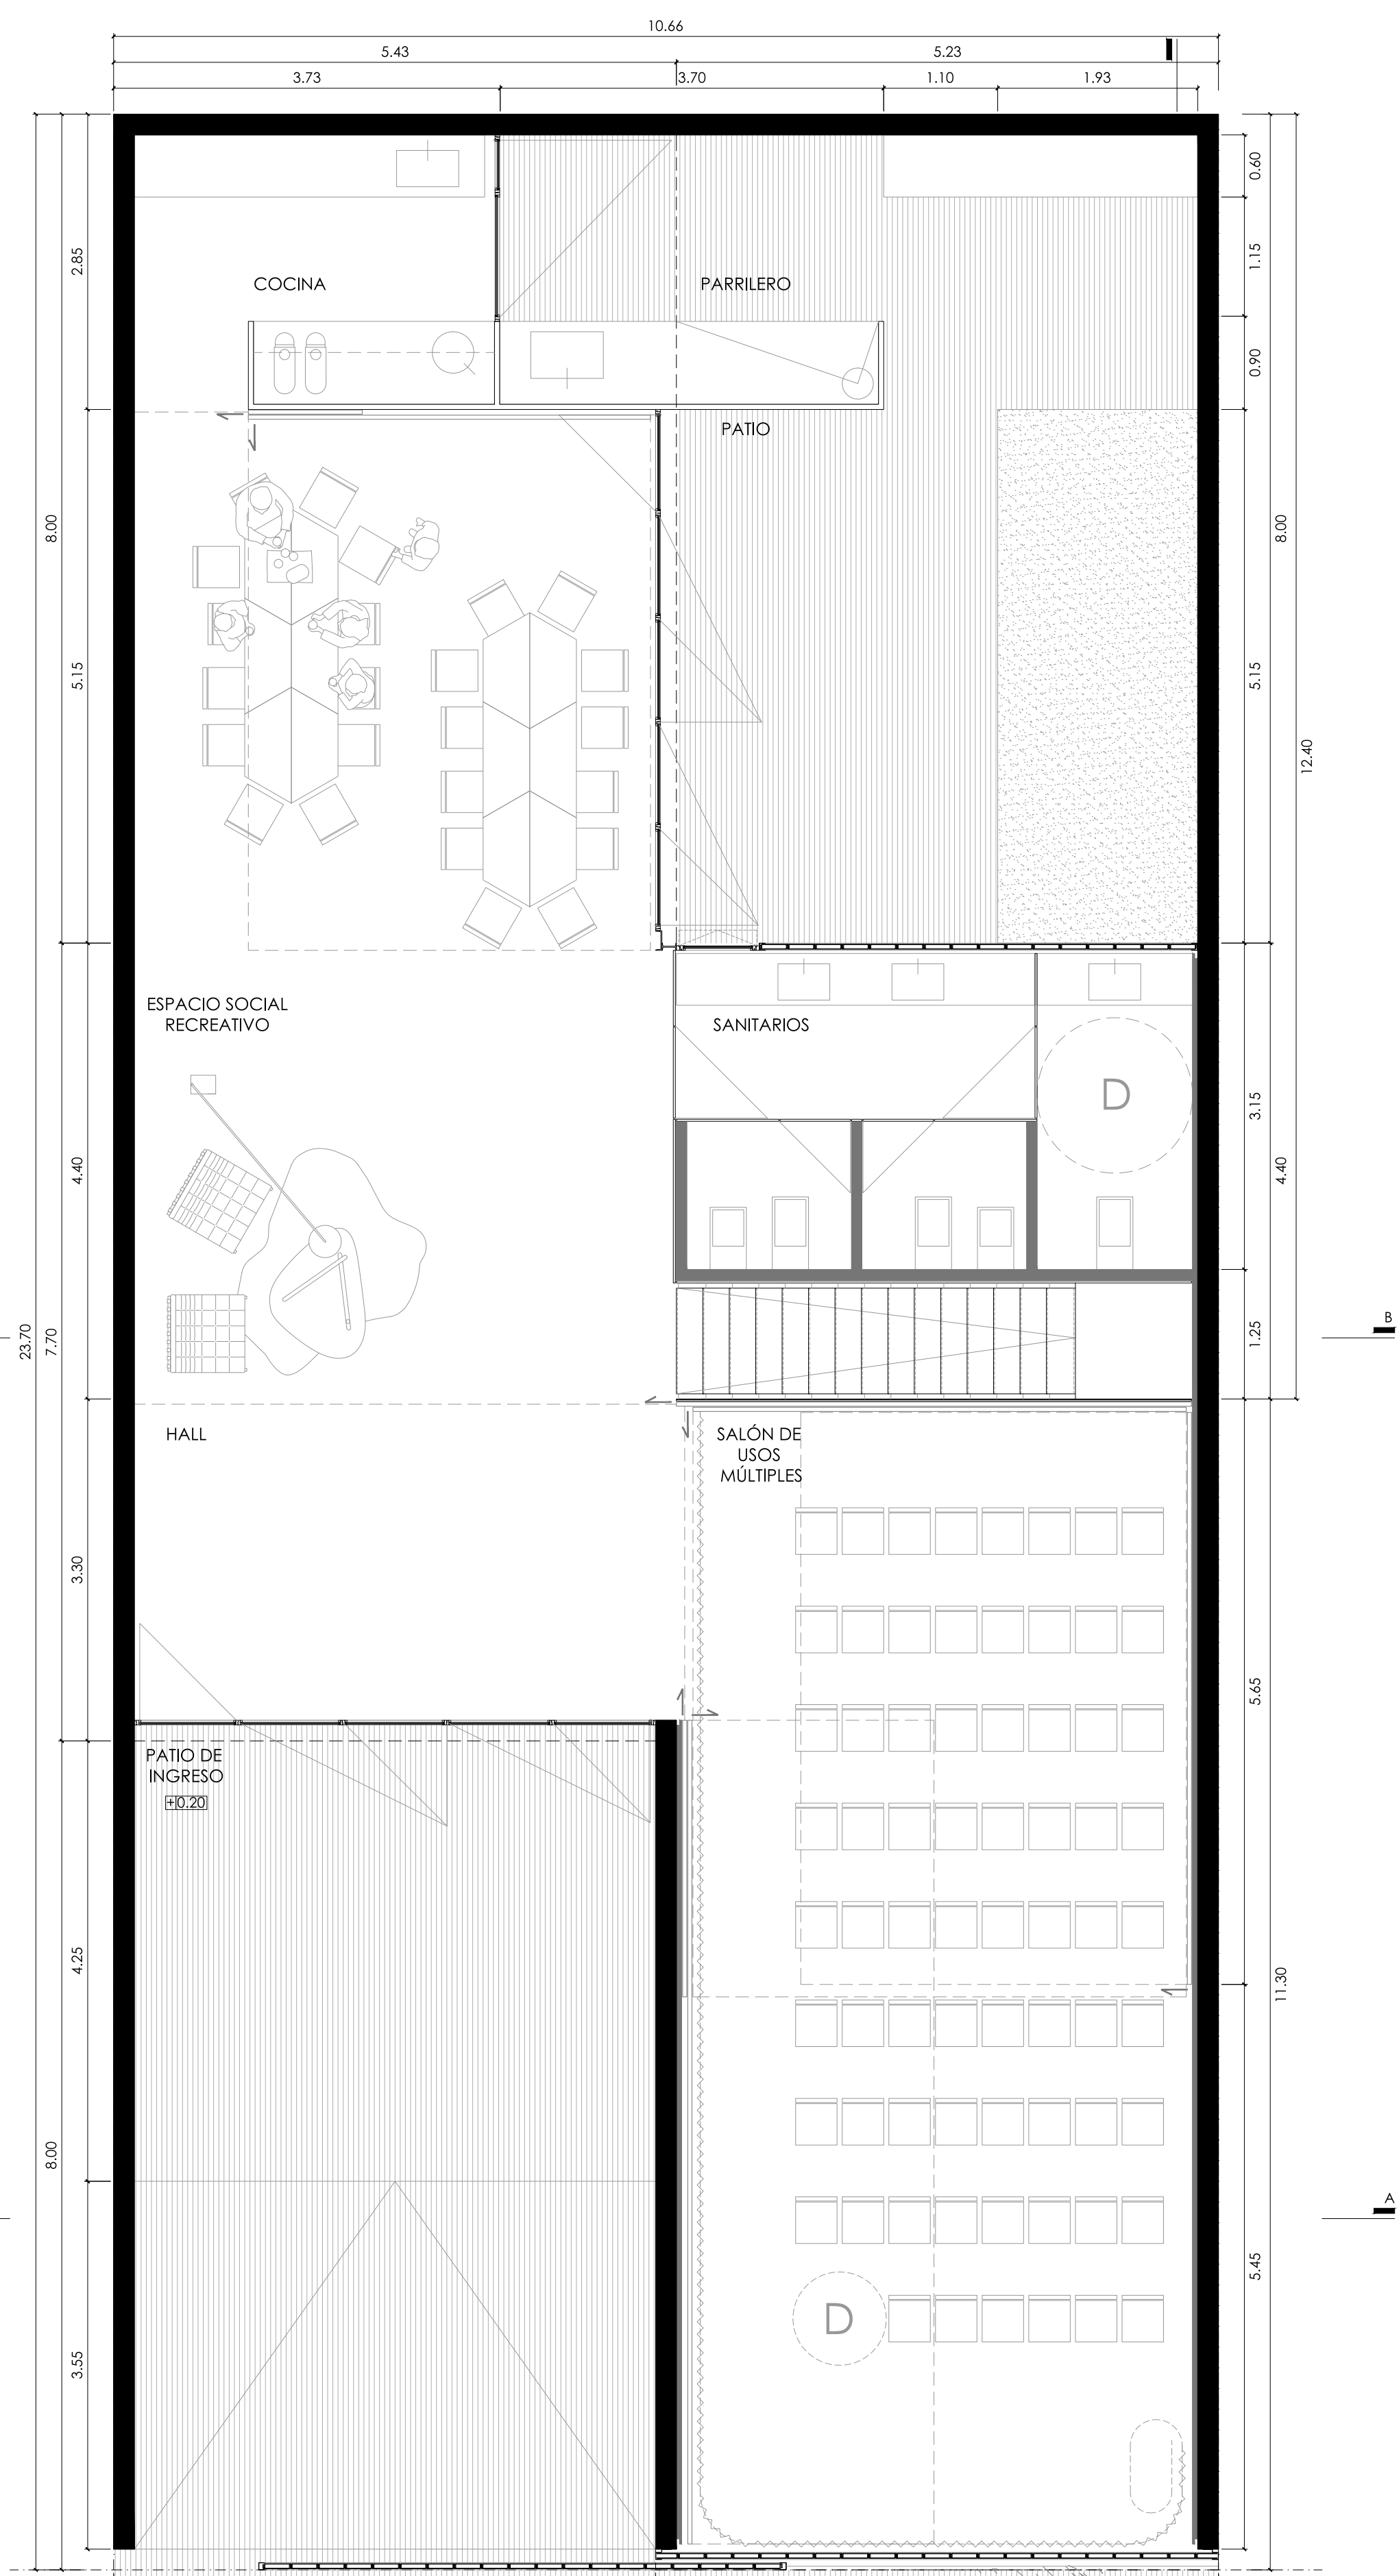 10.66
5.43 5.23
3.73 3.70 1.10 1.93
0.60
2.85
1.15
COCINA PARRILERO
0.90
PATIO
8.00 8.00
5.15 5.15
12.40
ESPACIO SOCIAL
RECREATIVO
SANITARIOS
D
3.15
4.40 4.40
23.70 7.70 1.25 B
HALL
SALÓN DE
USOS
MÚLTIPLES
3.30
5.65
PATIO DE
INGRESO
+0.20
4.25
11.30
8.00
A
5.45
D
3.55